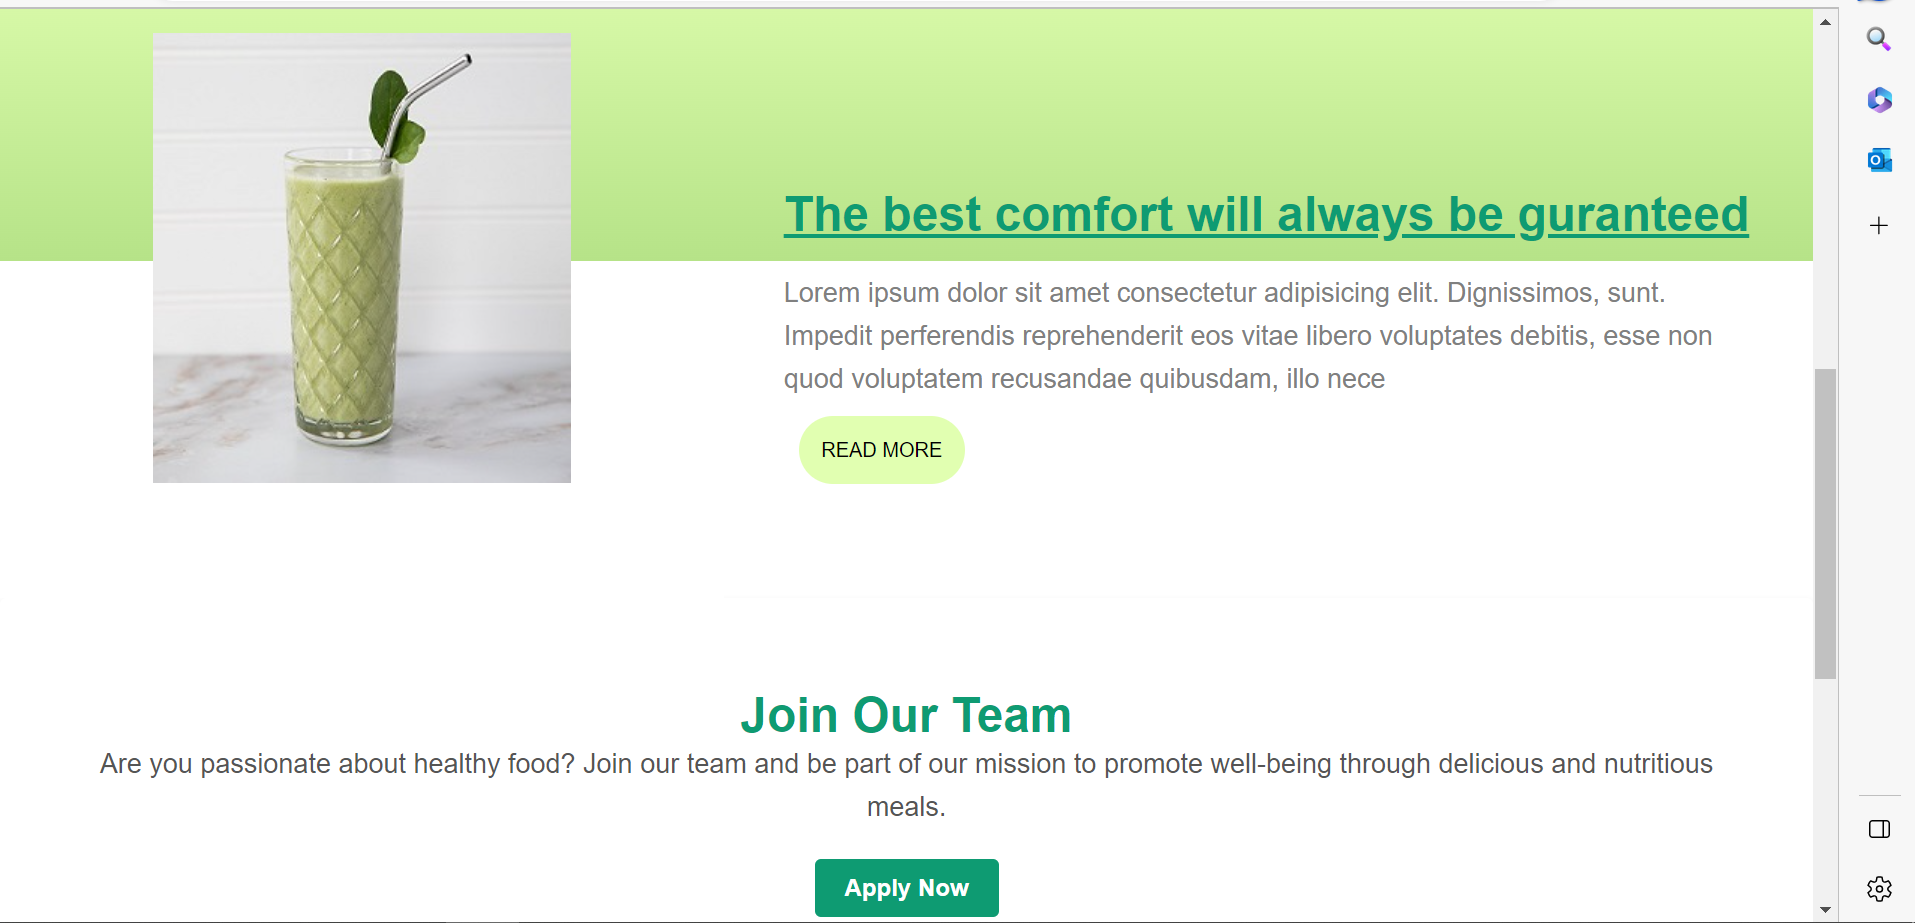 The best comfort will always be guranteed
Lorem ipsum dolor sit amet consectetur adipisicing elit. Dignissimos, sunt.
Impedit perferendis reprehenderit eos vitae libero voluptates debitis, esse non
quod voluptatem recusandae quibusdam, illo nece
READ MORE
Join Our Team
Are you passionate about healthy food? Join our team and be part of our mission to promote well-being through delicious and nutritious
meals.
Apply Now